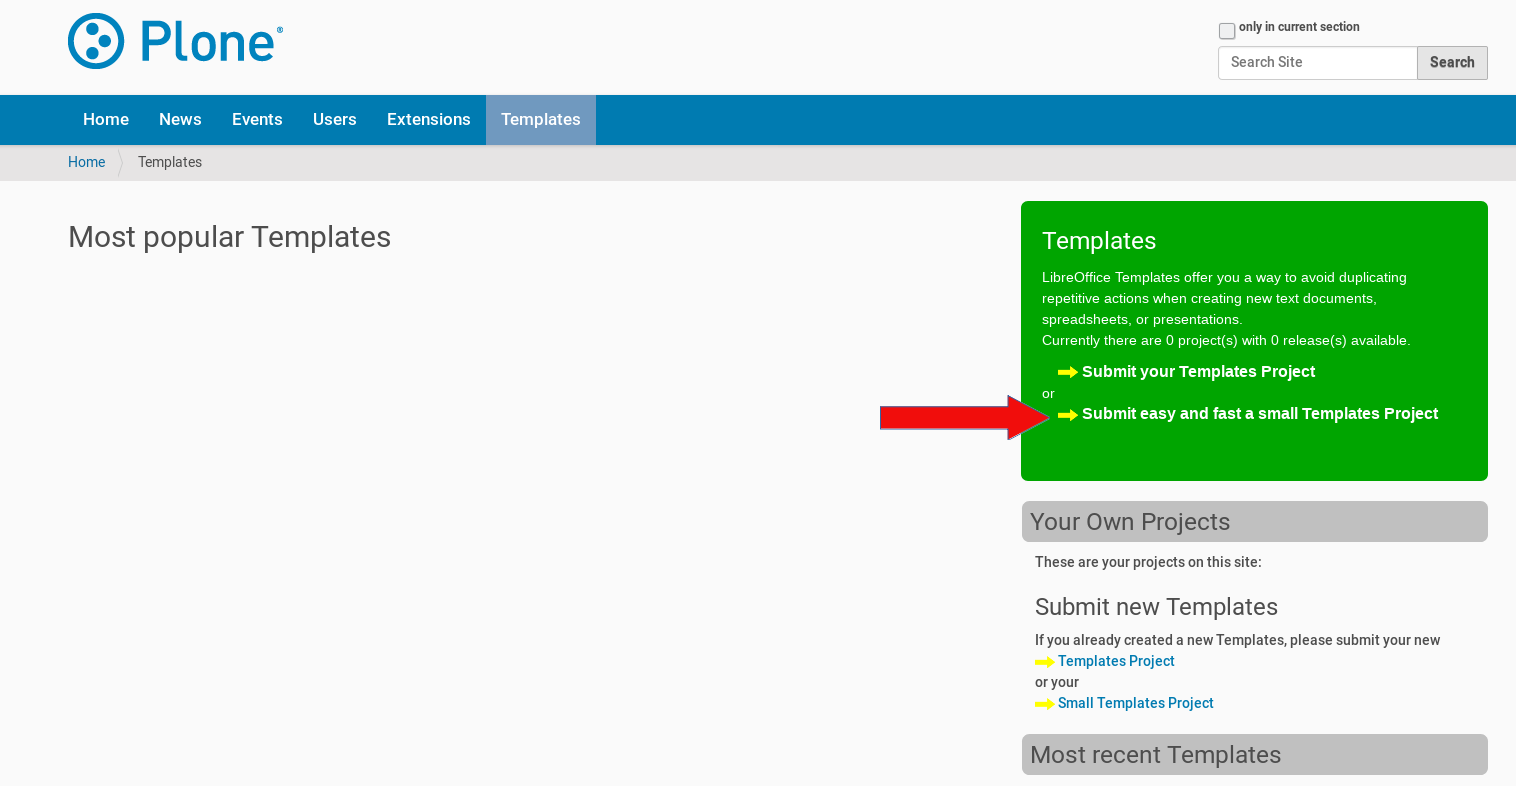 Plone®
only in current section
Search Site
Search
Home
News
Events
Users
Extensions
Templates
Home
Templates
Most popular Templates
Templates
LibreOffice Templates offer you a way to avoid duplicating
repetitive actions when creating new text documents,
spreadsheets, or presentations.
Currently there are 0 project(s) with 0 release(s) available.
Submit your Templates Project
or
Submit easy and fast a small Templates Project
Your Own Projects
These are your projects on this site:
Submit new Templates
If you already created a new Templates, please submit your new
Templates Project
or your
Small Templates Project
Most recent Templates